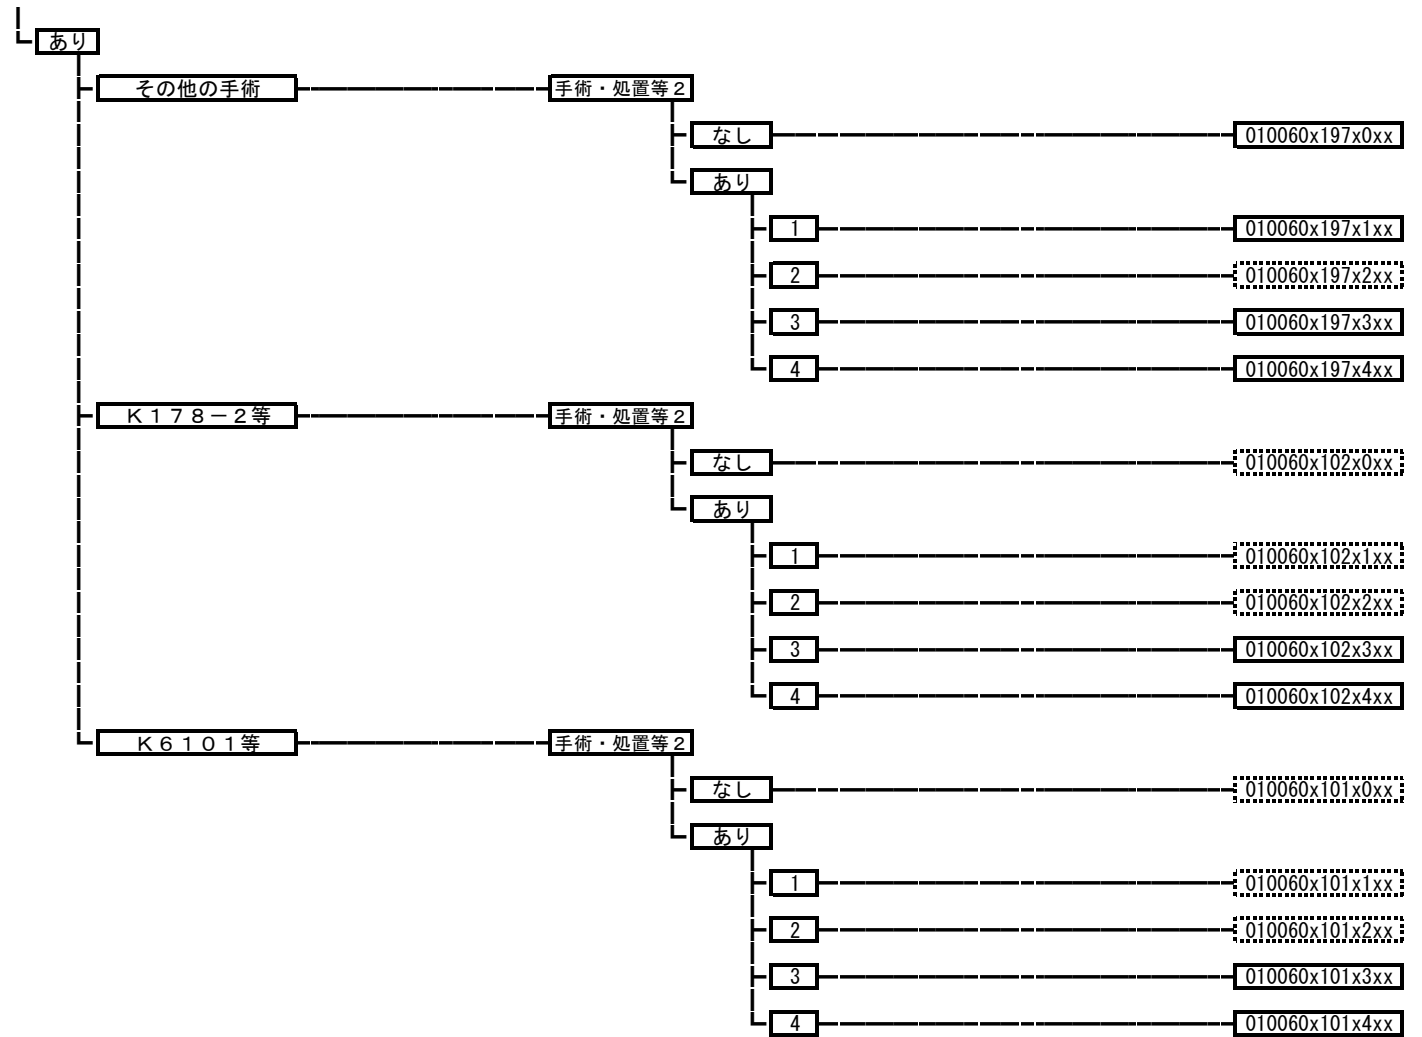 あり
その他の手術 手術・処置等２
なし 010060x197x0xx
あり
1 010060x197x1xx
2 010060x197x2xx
3 010060x197x3xx
4 010060x197x4xx
Ｋ１７８－２等 手術・処置等２
なし 010060x102x0xx
あり
1 010060x102x1xx
2 010060x102x2xx
3 010060x102x3xx
4 010060x102x4xx
Ｋ６１０１等 手術・処置等２
なし 010060x101x0xx
あり
1 010060x101x1xx
2 010060x101x2xx
3 010060x101x3xx
4 010060x101x4xx